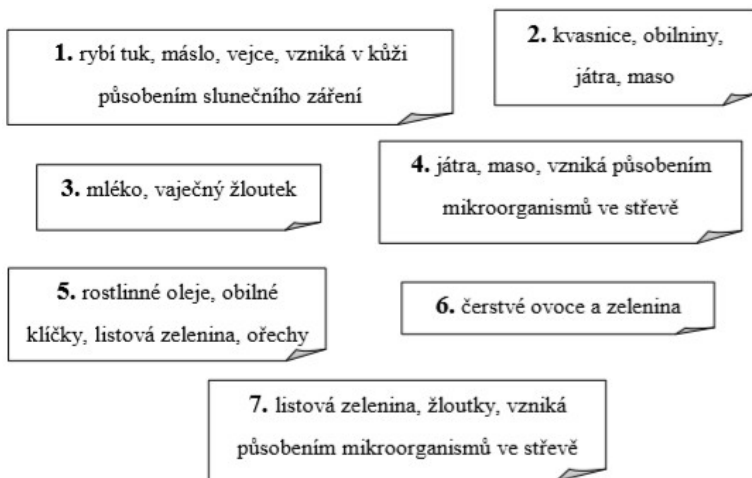 1. rybí tuk, máslo, vejce, vzniká v kůži
působením slunečního záření
2. kvasnice, obilniny,
játra, maso
3. mléko, vaječný žloutek
4. játra, maso, vzniká působením
mikroorganismů ve střevě
5. rostlinné oleje, obilné
klíčky, listová zelenina, ořechy
6. čerstvé ovoce a zelenina
7. listová zelenina, žloutky, vzniká
působením mikroorganismů ve střevě